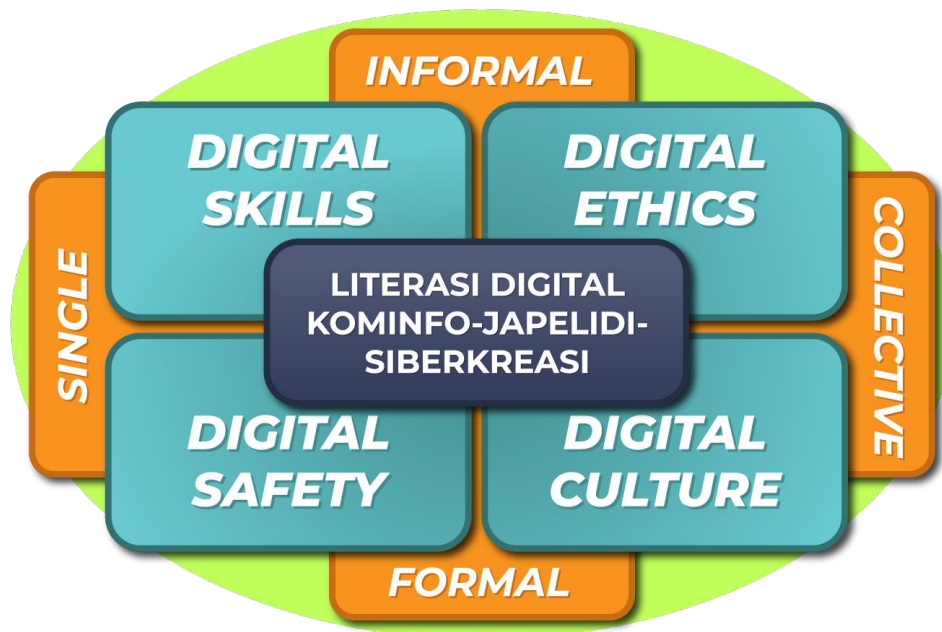 INFORMAL
DIGITAL
SKILLS
DIGITAL
ETHICS
SINGLE
COLLECTIVE
LITERASI DIGITAL
KOMINFO-JAPELIDI-
SIBERKREASI
DIGITAL
SAFETY
DIGITAL
CULTURE
FORMAL